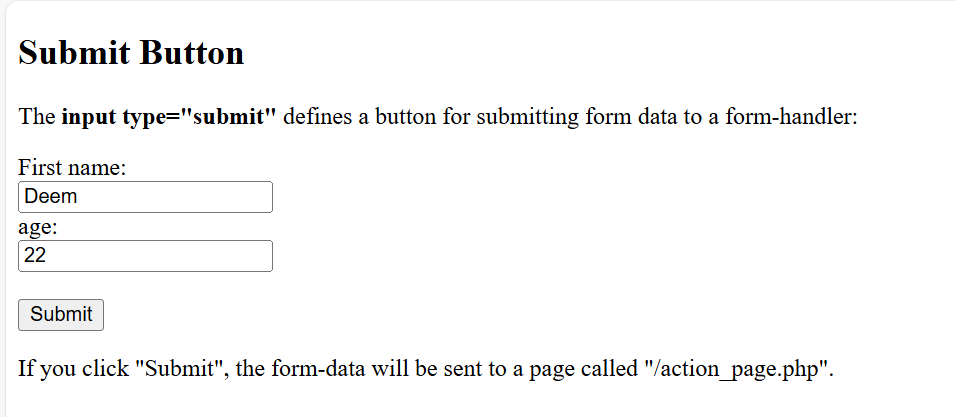 Submit Button
The input type="submit" defines a button for submitting form data to a form-handler:
First name:
Deem
age:
22
Submit
If you click "Submit", the form-data will be sent to a page called "/action_page.php".